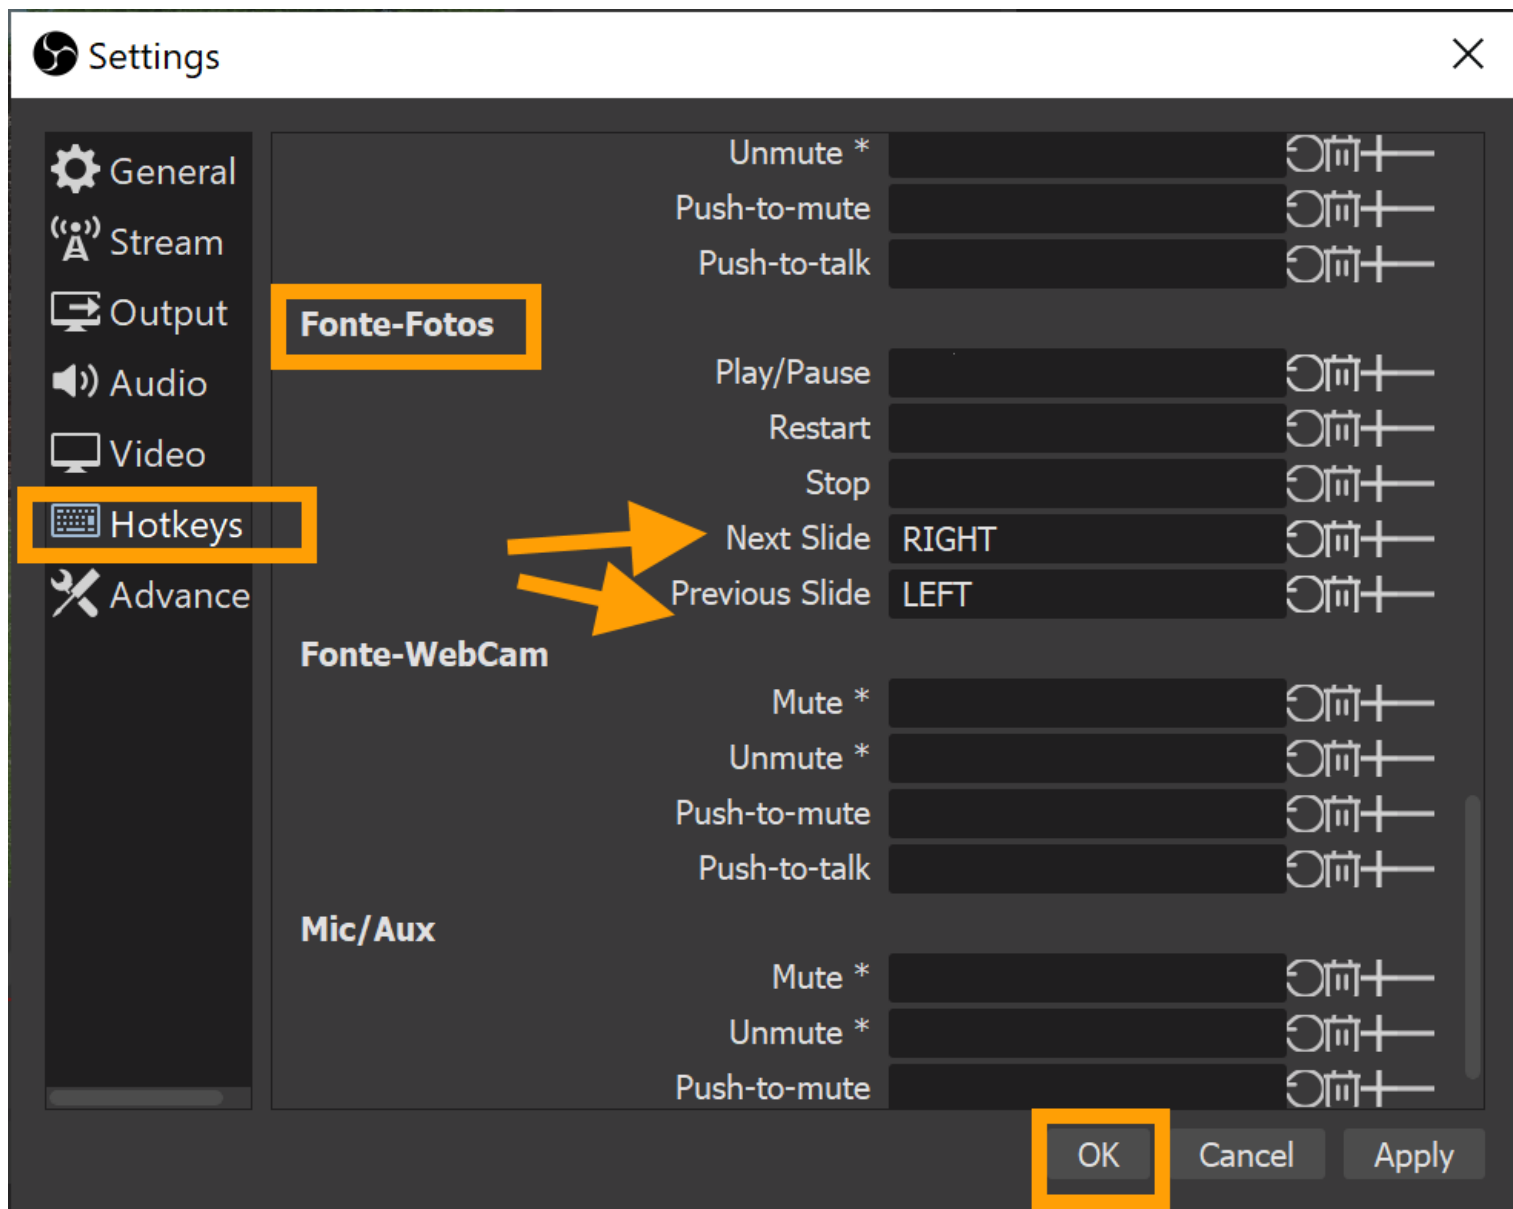 Settings
General
Stream
Output
Audio
Video
Hotkeys
Advance
Unmute *
Push-to-mute
Push-to-talk
Fonte-Fotos
Play/Pause
Restart
Stop
Next Slide RIGHT
Previous Slide LEFT
Fonte-WebCam
Mute *
Unmute *
Push-to-mute
Push-to-talk
Mic/Aux
Mute *
Unmute *
Push-to-mute
OK Cancel Apply